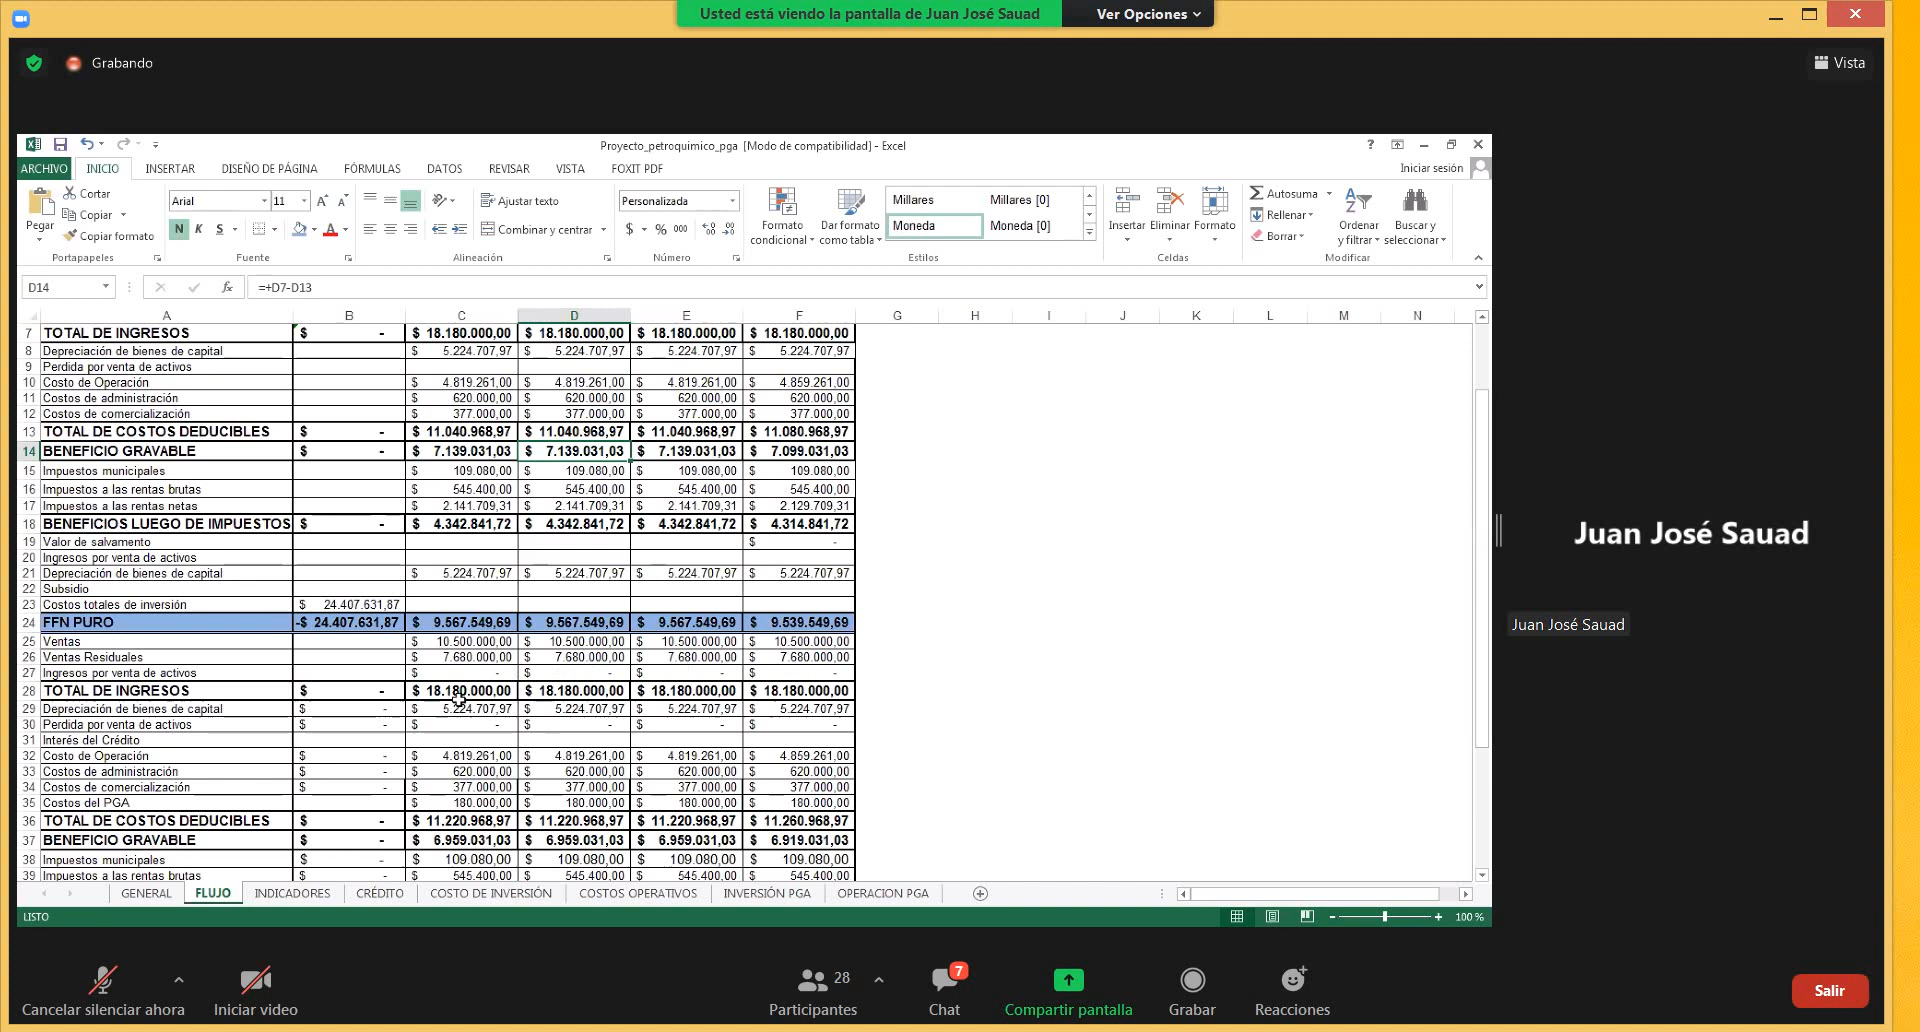 Usted está viendo la pantalla de Juan José Sauad Ver Opciones
Grabando Vista
Proyecto_petroquimico_pga [Modo de compatibilidad] - Excel ?
ARCHIVO INICIO INSERTAR DISEÑO DE PÁGINA FÓRMULAS DATOS REVISAR VISTA FOXIT PDF Iniciar sesión
Pegar
Cortar
Copiar
Copiar formato
Portapapeles
Arial 11
N K S
Fuente
Ajustar texto
Combinar y centrar
Alineación
Personalizada
$ % 000
Número
Formato condicional
Dar formato como tabla
Millares Millares [0]
Moneda Moneda [0]
Estilos
Insertar Eliminar Formato
Celdas
Autosuma
Rellenar
Borrar
Ordenar y filtrar
Buscar y seleccionar
Modificar
D14 fx =+D7-D13
A B C D E F G H I J K L M N
7 TOTAL DE INGRESOS $ - $ 18.180.000,00 $ 18.180.000,00 $ 18.180.000,00 $ 18.180.000,00
8 Depreciación de bienes de capital $ 5.224.707,97 $ 5.224.707,97 $ 5.224.707,97 $ 5.224.707,97
9 Perdida por venta de activos
10 Costo de Operación $ 4.819.261,00 $ 4.819.261,00 $ 4.819.261,00 $ 4.859.261,00
11 Costos de administración $ 620.000,00 $ 620.000,00 $ 620.000,00 $ 620.000,00
12 Costos de comercialización $ 377.000,00 $ 377.000,00 $ 377.000,00 $ 377.000,00
13 TOTAL DE COSTOS DEDUCIBLES $ - $ 11.040.968,97 $ 11.040.968,97 $ 11.040.968,97 $ 11.080.968,97
14 BENEFICIO GRAVABLE $ - $ 7.139.031,03 $ 7.139.031,03 $ 7.139.031,03 $ 7.099.031,03
15 Impuestos municipales $ 109.080,00 $ 109.080,00 $ 109.080,00 $ 109.080,00
16 Impuestos a las rentas brutas $ 545.400,00 $ 545.400,00 $ 545.400,00 $ 545.400,00
17 Impuestos a las rentas netas $ 2.141.709,31 $ 2.141.709,31 $ 2.141.709,31 $ 2.129.709,31
18 BENEFICIOS LUEGO DE IMPUESTOS $ - $ 4.342.841,72 $ 4.342.841,72 $ 4.342.841,72 $ 4.314.841,72
19 Valor de salvamento $ -
20 Ingresos por venta de activos
21 Depreciación de bienes de capital $ 5.224.707,97 $ 5.224.707,97 $ 5.224.707,97 $ 5.224.707,97
22 Subsidio
23 Costos totales de inversión $ 24.407.631,87
24 FFN PURO -$ 24.407.631,87 $ 9.567.549,69 $ 9.567.549,69 $ 9.567.549,69 $ 9.539.549,69
25 Ventas $ 10.500.000,00 $ 10.500.000,00 $ 10.500.000,00 $ 10.500.000,00
26 Ventas Residuales $ 7.680.000,00 $ 7.680.000,00 $ 7.680.000,00 $ 7.680.000,00
27 Ingresos por venta de activos $ - $ - $ - $ -
28 TOTAL DE INGRESOS $ - $ 18.180.000,00 $ 18.180.000,00 $ 18.180.000,00 $ 18.180.000,00
29 Depreciación de bienes de capital $ - $ 5.224.707,97 $ 5.224.707,97 $ 5.224.707,97 $ 5.224.707,97
30 Perdida por venta de activos $ - $ - $ - $ - $ -
31 Interés del Crédito
32 Costo de Operación $ - $ 4.819.261,00 $ 4.819.261,00 $ 4.819.261,00 $ 4.859.261,00
33 Costos de administración $ - $ 620.000,00 $ 620.000,00 $ 620.000,00 $ 620.000,00
34 Costos de comercialización $ - $ 377.000,00 $ 377.000,00 $ 377.000,00 $ 377.000,00
35 Costos del PGA $ 180.000,00 $ 180.000,00 $ 180.000,00 $ 180.000,00
36 TOTAL DE COSTOS DEDUCIBLES $ - $ 11.220.968,97 $ 11.220.968,97 $ 11.220.968,97 $ 11.260.968,97
37 BENEFICIO GRAVABLE $ - $ 6.959.031,03 $ 6.959.031,03 $ 6.959.031,03 $ 6.919.031,03
38 Impuestos municipales $ - $ 109.080,00 $ 109.080,00 $ 109.080,00 $ 109.080,00
39 Impuestos a las rentas brutas $ - $ 545.400,00 $ 545.400,00 $ 545.400,00 $ 545.400,00
GENERAL FLUJO INDICADORES CRÉDITO COSTO DE INVERSIÓN COSTOS OPERATIVOS INVERSIÓN PGA OPERACION PGA
LISTO 100 %
Juan José Sauad
Juan José Sauad
Cancelar silenciar ahora Iniciar video Participantes 28 Chat 7 Compartir pantalla Grabar Reacciones Salir